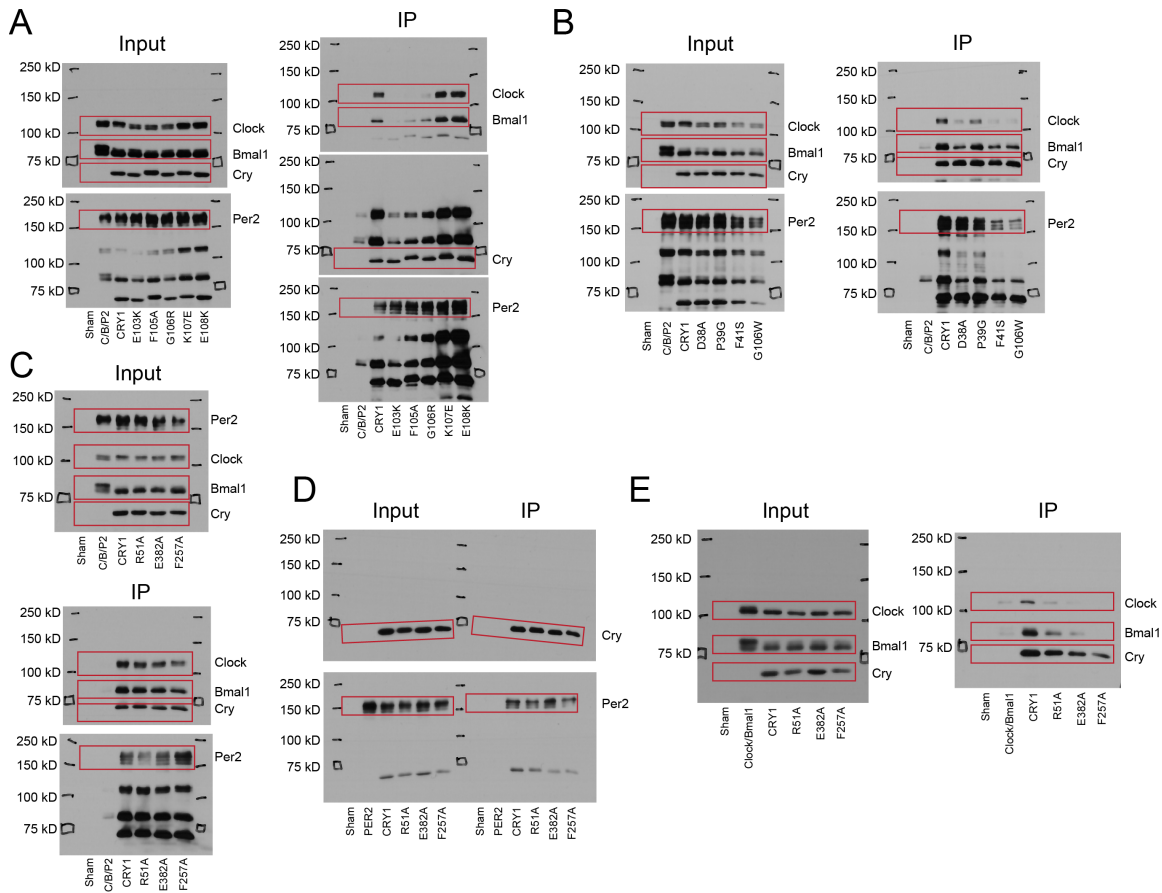 A
Input
250 kD
150 kD
100 kD
75 kD
Clock
Bmal1
Cry
250 kD
150 kD
100 kD
75 kD
Per2
Sham
C/B/P2
CRY1
E103K
F105A
G106R
K107E
E108K
IP
250 kD
150 kD
100 kD
75 kD
Clock
Bmal1
250 kD
150 kD
100 kD
75 kD
Cry
250 kD
150 kD
100 kD
75 kD
Per2
Sham
C/B/P2
CRY1
E103K
F105A
G106R
K107E
E108K
B
Input
250 kD
150 kD
100 kD
75 kD
Clock
Bmal1
Cry
250 kD
150 kD
100 kD
75 kD
Per2
Sham
C/B/P2
CRY1
D38A
P39G
F41S
G106W
IP
250 kD
150 kD
100 kD
75 kD
Clock
Bmal1
Cry
250 kD
150 kD
100 kD
75 kD
Per2
Sham
C/B/P2
CRY1
D38A
P39G
F41S
G106W
C
Input
250 kD
150 kD
100 kD
75 kD
Per2
Clock
Bmal1
Cry
Sham
C/B/P2
CRY1
R51A
E382A
F257A
IP
250 kD
150 kD
100 kD
75 kD
Clock
Bmal1
Cry
250 kD
150 kD
100 kD
75 kD
Per2
Sham
C/B/P2
CRY1
R51A
E382A
F257A
D
Input
IP
250 kD
150 kD
100 kD
75 kD
Cry
250 kD
150 kD
100 kD
75 kD
Per2
Sham
PER2
CRY1
R51A
E382A
F257A
Sham
PER2
CRY1
R51A
E382A
F257A
E
Input
250 kD
150 kD
100 kD
75 kD
Clock
Bmal1
Cry
Sham
Clock/Bmal1
CRY1
R51A
E382A
F257A
IP
250 kD
150 kD
100 kD
75 kD
Clock
Bmal1
Cry
Sham
Clock/Bmal1
CRY1
R51A
E382A
F257A